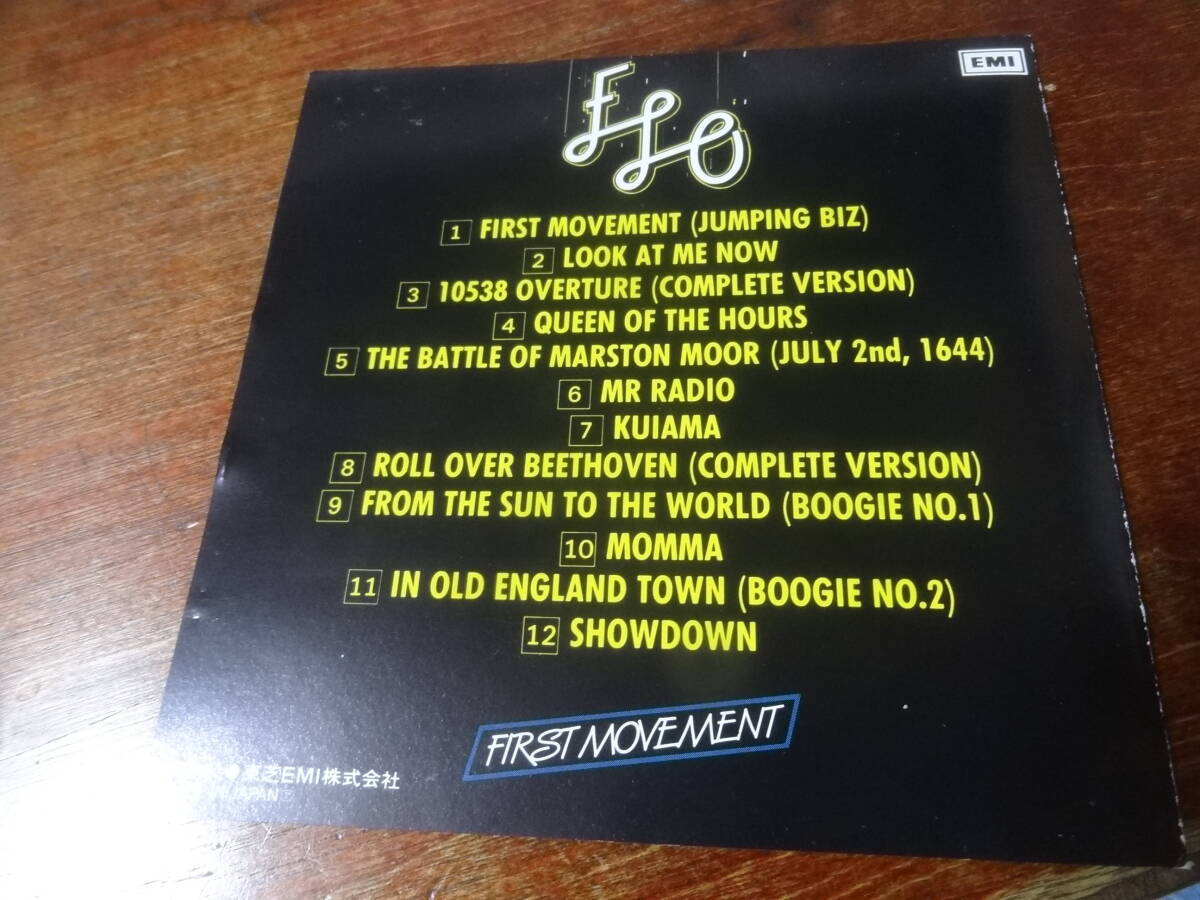 EMI
ELO
1 FIRST MOVEMENT (JUMPING BIZ)
2 LOOK AT ME NOW
3 10538 OVERTURE (COMPLETE VERSION)
4 QUEEN OF THE HOURS
5 THE BATTLE OF MARSTON MOOR (JULY 2nd, 1644)
6 MR RADIO
7 KUIAMA
8 ROLL OVER BEETHOVEN (COMPLETE VERSION)
9 FROM THE SUN TO THE WORLD (BOOGIE NO.1)
10 MOMMA
11 IN OLD ENGLAND TOWN (BOOGIE NO.2)
12 SHOWDOWN
FIRST MOVEMENT
東芝EMI株式会社
JAPAN